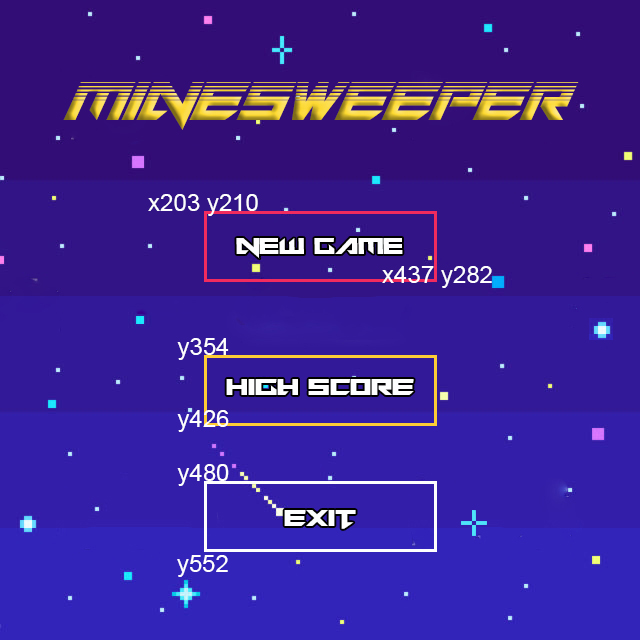 MINESWEEPER
x203 y210
NEW GAME
x437 y282
y354
HIGH SCORE
y426
y480
EXIT
y552